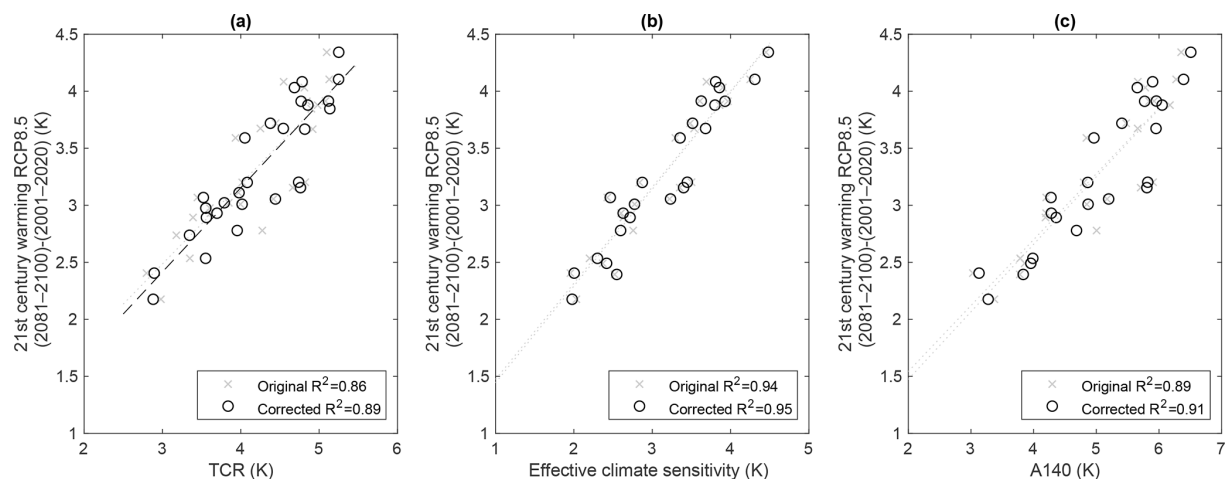 (a)
21st century warming RCP8.5
(2081–2100)-(2001–2020) (K)
4.5
4
3.5
3
2.5
2
1.5
1
Original R²=0.86
Corrected R²=0.89
2 3 4 5 6
TCR (K)
(b)
21st century warming RCP8.5
(2081–2100)-(2001–2020) (K)
4.5
4
3.5
3
2.5
2
1.5
1
Original R²=0.94
Corrected R²=0.95
1 2 3 4 5
Effective climate sensitivity (K)
(c)
21st century warming RCP8.5
(2081–2100)-(2001–2020) (K)
4.5
4
3.5
3
2.5
2
1.5
1
Original R²=0.89
Corrected R²=0.91
2 3 4 5 6 7
A140 (K)